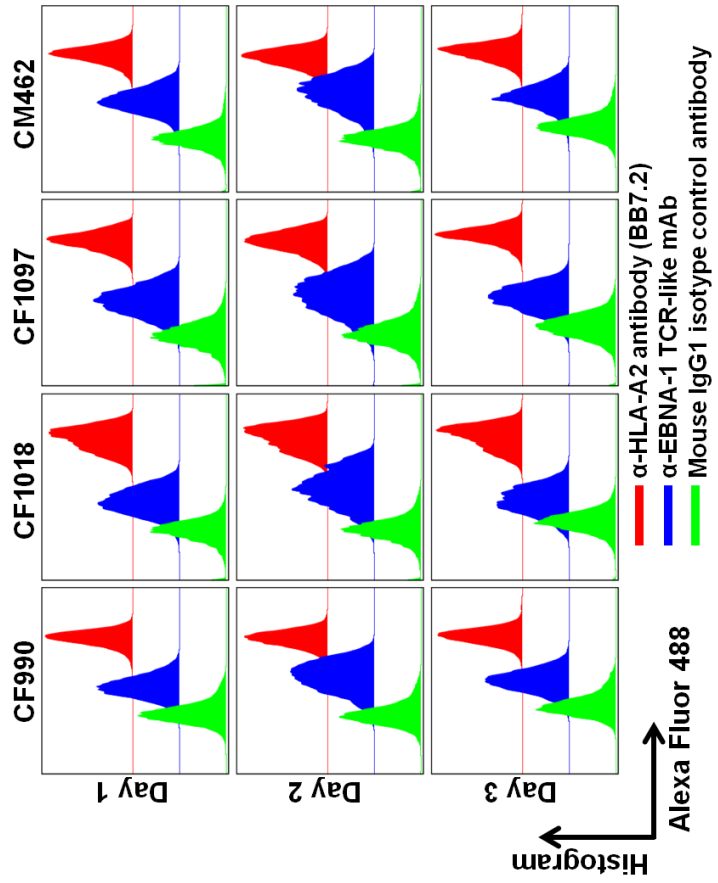 CF990
CF1018
CF1097
CM462
Day 1
Day 2
Day 3
Histogram
Alexa Fluor 488
α-HLA-A2 antibody (BB7.2)
α-EBNA-1 TCR-like mAb
Mouse IgG1 isotype control antibody